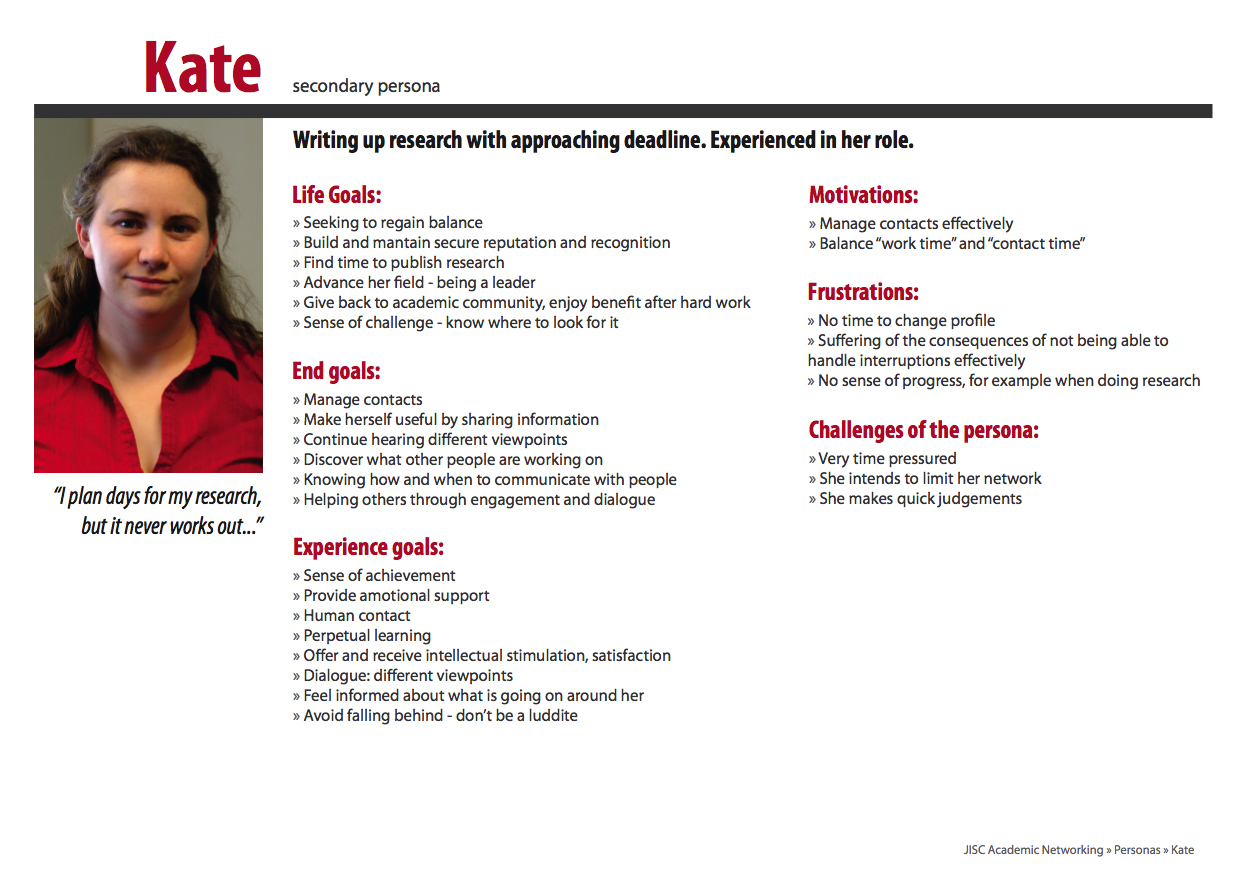 Kate
secondary persona
Writing up research with approaching deadline. Experienced in her role.
"I plan days for my research,
but it never works out..."
Life Goals:
» Seeking to regain balance
» Build and mantain secure reputation and recognition
» Find time to publish research
» Advance her field - being a leader
» Give back to academic community, enjoy benefit after hard work
» Sense of challenge - know where to look for it
End goals:
» Manage contacts
» Make herself useful by sharing information
» Continue hearing different viewpoints
» Discover what other people are working on
» Knowing how and when to communicate with people
» Helping others through engagement and dialogue
Experience goals:
» Sense of achievement
» Provide amotional support
» Human contact
» Perpetual learning
» Offer and receive intellectual stimulation, satisfaction
» Dialogue: different viewpoints
» Feel informed about what is going on around her
» Avoid falling behind - don't be a luddite
Motivations:
» Manage contacts effectively
» Balance "work time" and "contact time"
Frustrations:
» No time to change profile
» Suffering of the consequences of not being able to
handle interruptions effectively
» No sense of progress, for example when doing research
Challenges of the persona:
» Very time pressured
» She intends to limit her network
» She makes quick judgements
JISC Academic Networking » Personas » Kate